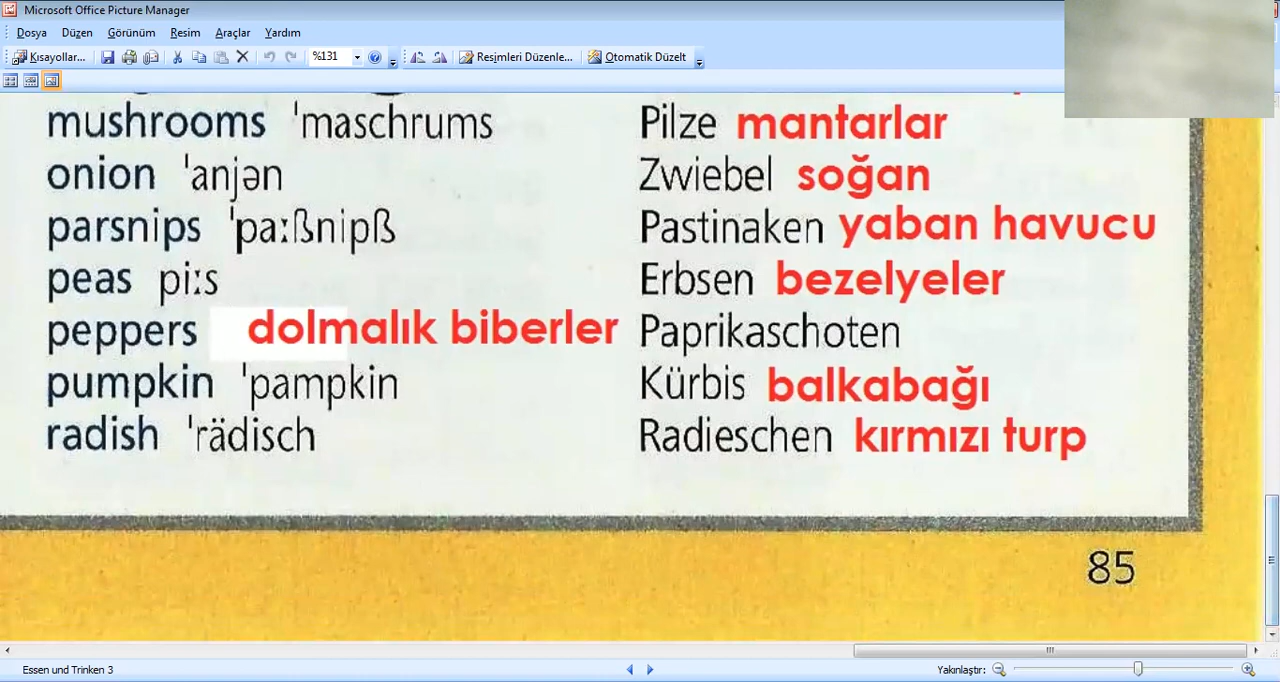 Microsoft Office Picture Manager
Dosya Düzen Görünüm Resim Araçlar Yardım
Kısayollar... %131 Resimleri Düzenle... Otomatik Düzelt
mushrooms 'maschrums Pilze mantarlar
onion 'anjən Zwiebel soğan
parsnips 'pa:ßnipß Pastinaken yaban havucu
peas pi:s Erbsen bezelyeler
peppers dolmalık biberler Paprikaschoten
pumpkin 'pampkin Kürbis balkabağı
radish 'rädisch Radieschen kırmızı turp
85
Essen und Trinken 3 Yakınlaştır: